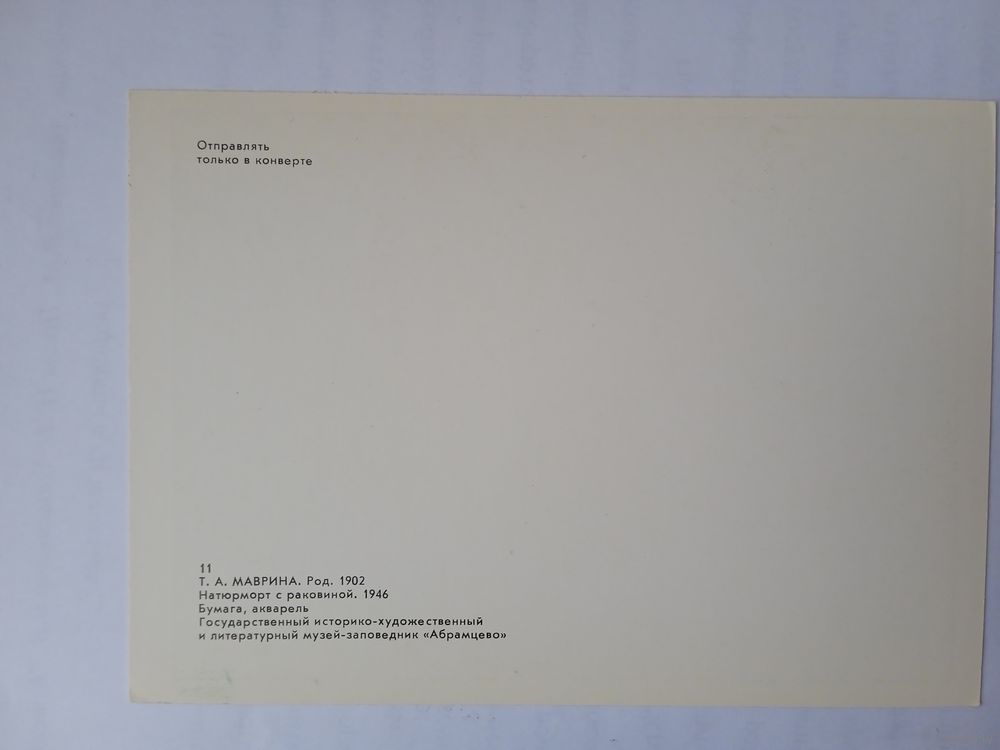 Отправлять
только в конверте
11
Т. А. МАВРИНА. Род. 1902
Натюрморт с раковиной. 1946
Бумага, акварель
Государственный историко-художественный
и литературный музей-заповедник «Абрамцево»